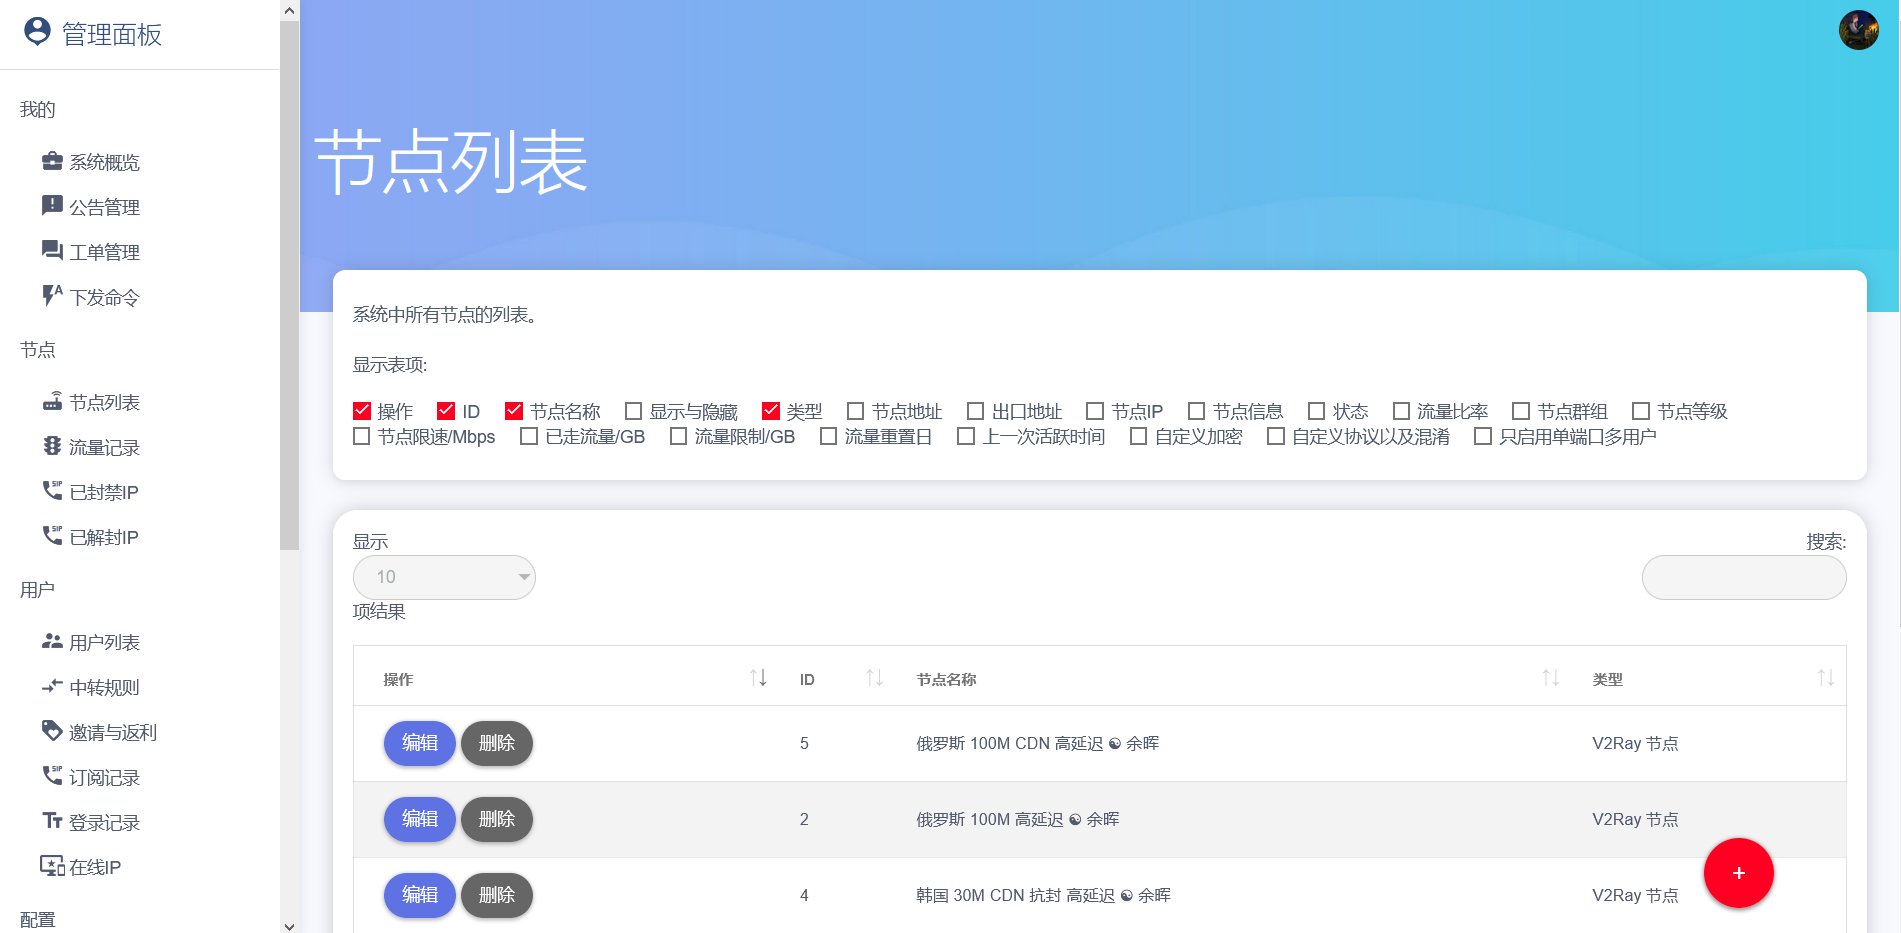 管理面板
我的
系统概览
公告管理
工单管理
下发命令
节点
节点列表
流量记录
已封禁IP
已解封IP
用户
用户列表
中转规则
邀请与返利
订阅记录
登录记录
在线IP
配置
节点列表
系统中所有节点的列表。
显示表项:
操作 ID 节点名称 显示与隐藏 类型 节点地址 出口地址 节点IP 节点信息 状态 流量比率 节点群组 节点等级
节点限速/Mbps 已走流量/GB 流量限制/GB 流量重置日 上一次活跃时间 自定义加密 自定义协议以及混淆 只启用单端口多用户
显示
10
项结果
搜索:
操作 ID 节点名称 类型
编辑 删除 5 俄罗斯 100M CDN 高延迟 ☯ 余晖 V2Ray 节点
编辑 删除 2 俄罗斯 100M 高延迟 ☯ 余晖 V2Ray 节点
编辑 删除 4 韩国 30M CDN 抗封 高延迟 ☯ 余晖 V2Ray 节点
+